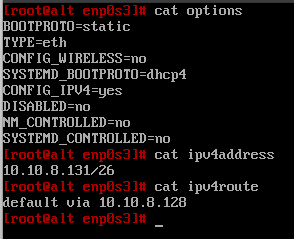 [root@alt enp0s3]# cat options
BOOTPROTO=static
TYPE=eth
CONFIG_WIRELESS=no
SYSTEMD_BOOTPROTO=dhcp4
CONFIG_IPV4=yes
DISABLED=no
NM_CONTROLLED=no
SYSTEMD_CONTROLLED=no
[root@alt enp0s3]# cat ipv4address
10.10.8.131/26
[root@alt enp0s3]# cat ipv4route
default via 10.10.8.128
[root@alt enp0s3]# _